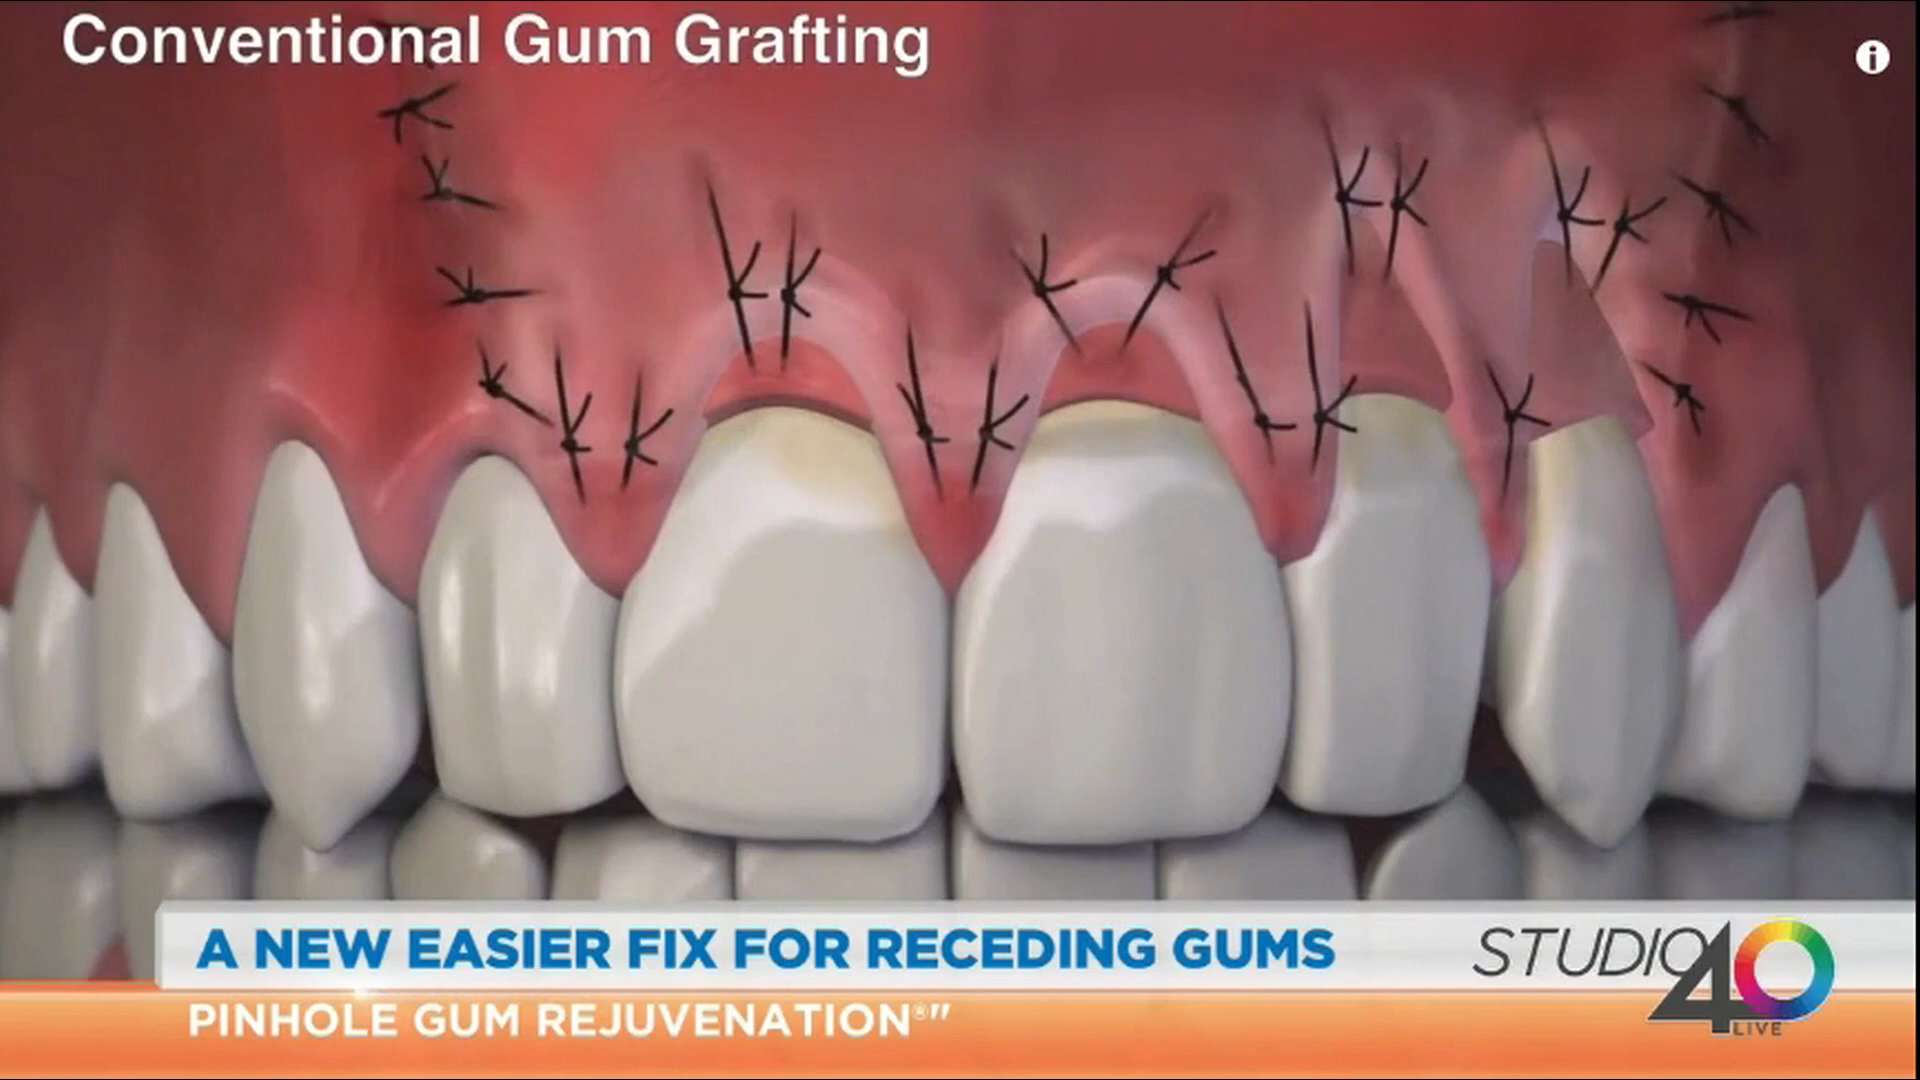 Conventional Gum Grafting
i
A NEW EASIER FIX FOR RECEDING GUMS
PINHOLE GUM REJUVENATION®"
STUDIO
40
LIVE